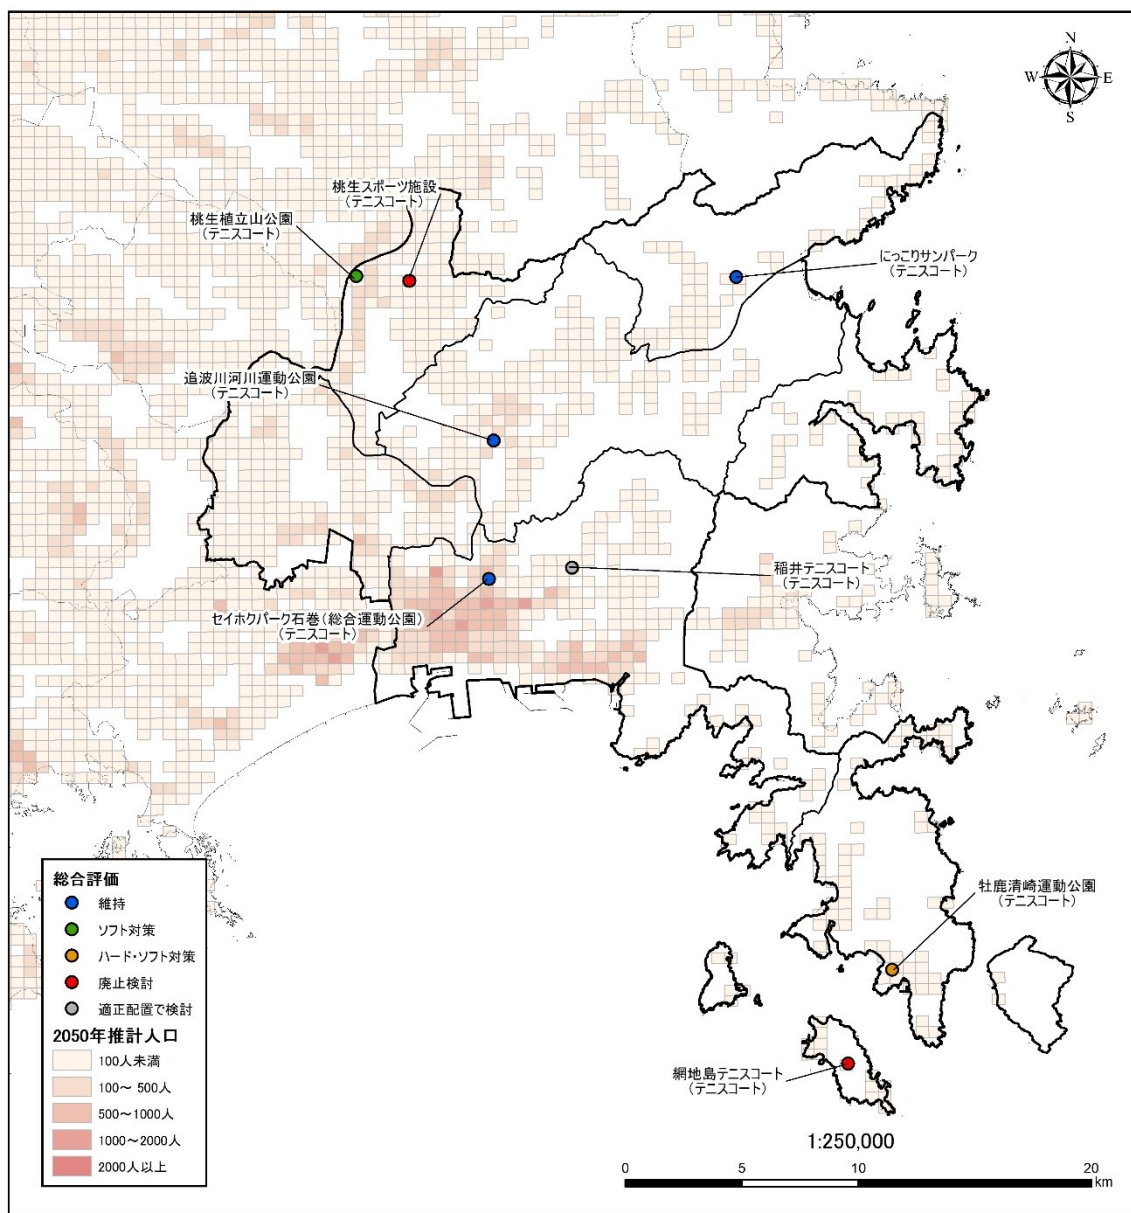 N
W
E
S
桃生スポーツ施設
(テニスコート)
桃生植立山公園
(テニスコート)
にっこりサンパーク
(テニスコート)
追波川河川運動公園
(テニスコート)
稲井テニスコート
(テニスコート)
セイホクパーク石巻(総合運動公園)
(テニスコート)
牡鹿清崎運動公園
(テニスコート)
網地島テニスコート
(テニスコート)
総合評価
維持
ソフト対策
ハード・ソフト対策
廃止検討
適正配置で検討
2050年推計人口
100人未満
100~ 500人
500~1000人
1000~2000人
2000人以上
1:250,000
0 5 10 20
km